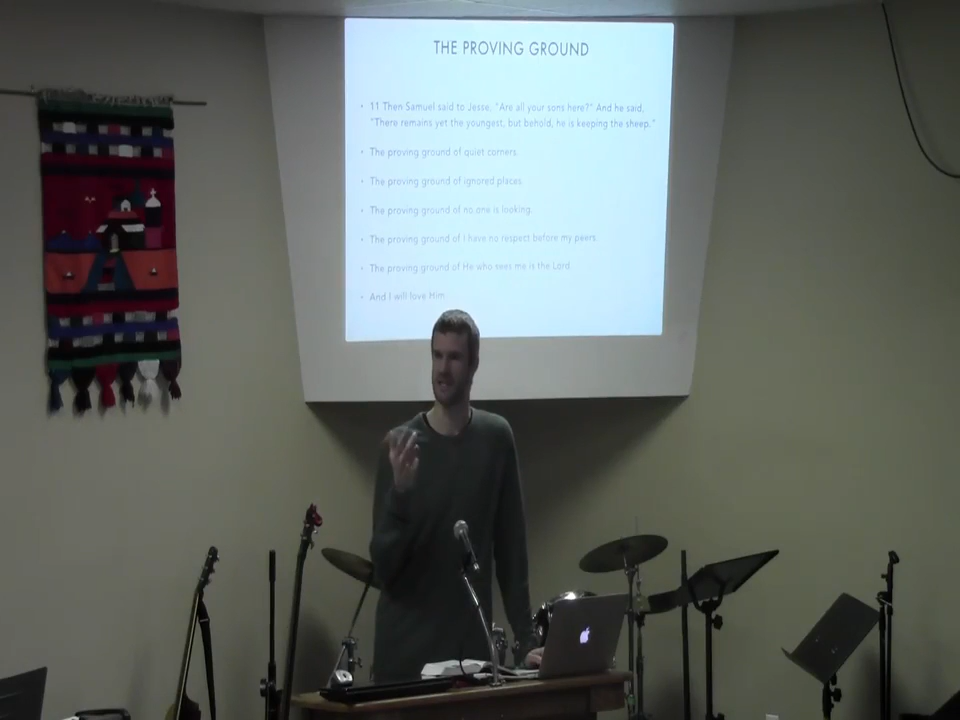 THE PROVING GROUND
• 11 Then Samuel said to Jesse, "Are all your sons here?" And he said,
"There remains yet the youngest, but behold, he is keeping the sheep."
• The proving ground of quiet corners.
• The proving ground of ignored places.
• The proving ground of no one is looking.
• The proving ground of I have no respect before my peers.
• The proving ground of He who sees me is the Lord.
• And I will love Him.